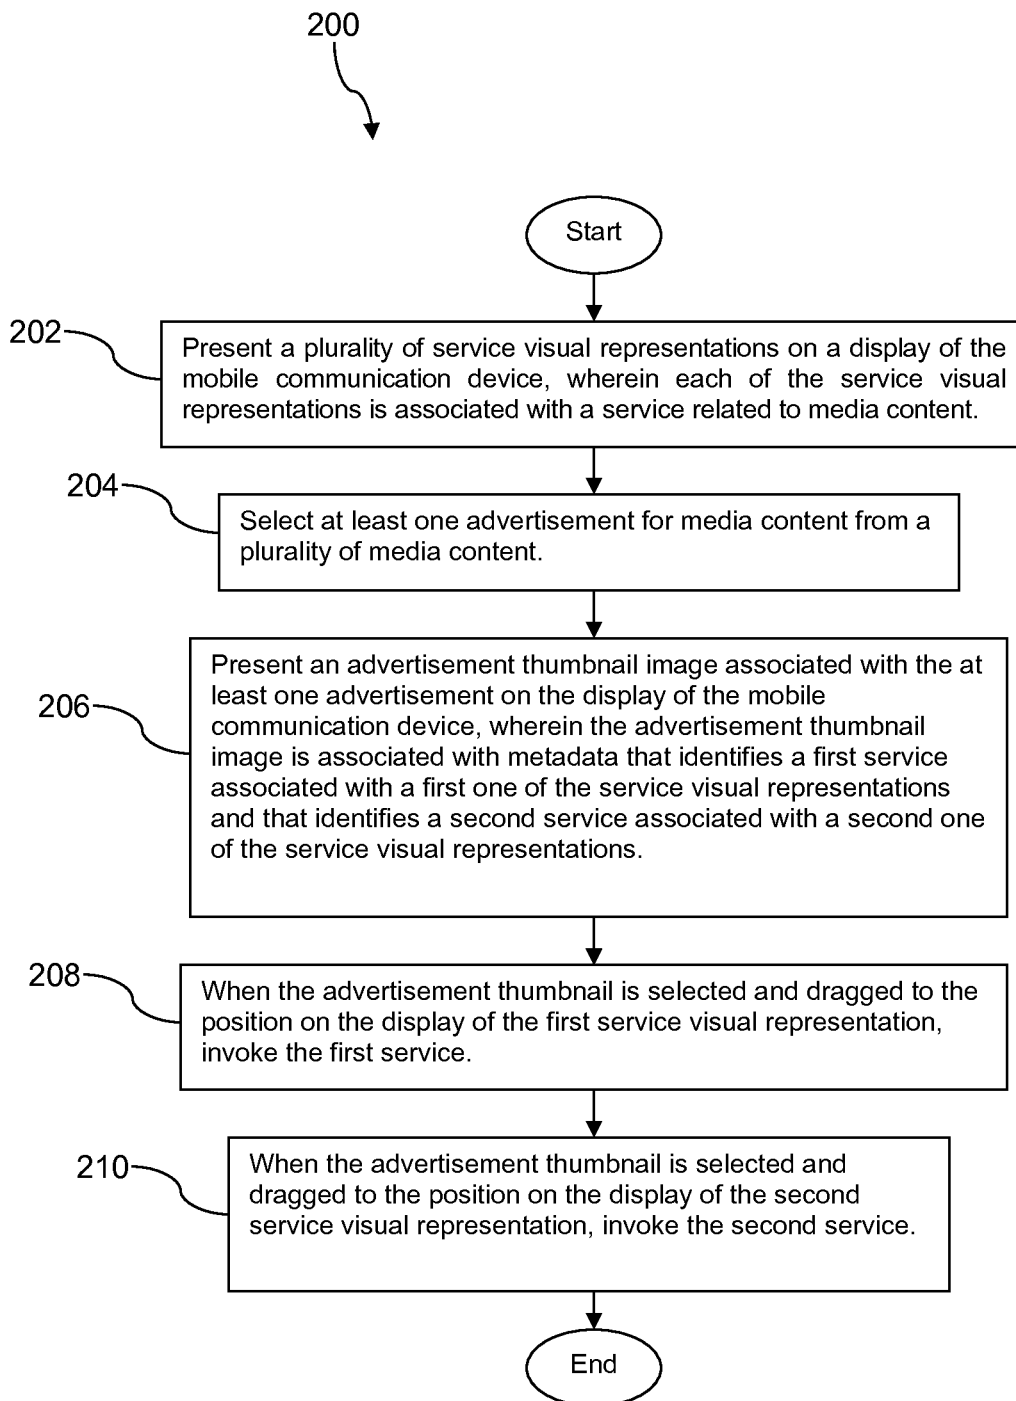 200
Start
202
Present a plurality of service visual representations on a display of the
mobile communication device, wherein each of the service visual
representations is associated with a service related to media content.
204
Select at least one advertisement for media content from a
plurality of media content.
206
Present an advertisement thumbnail image associated with the at
least one advertisement on the display of the mobile
communication device, wherein the advertisement thumbnail
image is associated with metadata that identifies a first service
associated with a first one of the service visual representations
and that identifies a second service associated with a second one
of the service visual representations.
208
When the advertisement thumbnail is selected and dragged to the
position on the display of the first service visual representation,
invoke the first service.
210
When the advertisement thumbnail is selected and
dragged to the position on the display of the second
service visual representation, invoke the second service.
End